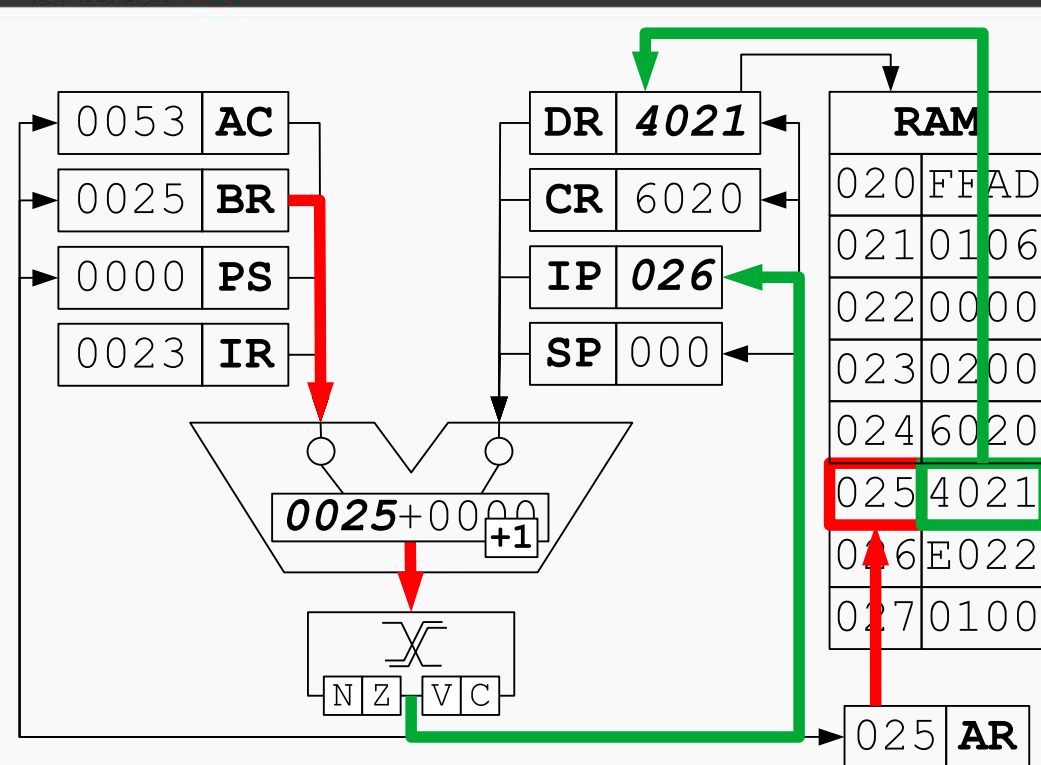 0053 AC
0025 BR
0000 PS
0023 IR
DR 4021
CR 6020
IP 026
SP 000
RAM
020 FFAD
021 0106
022 0000
023 0200
024 6020
025 4021
026 E022
027 0100
0025+0000
+1
N Z V C
025 AR